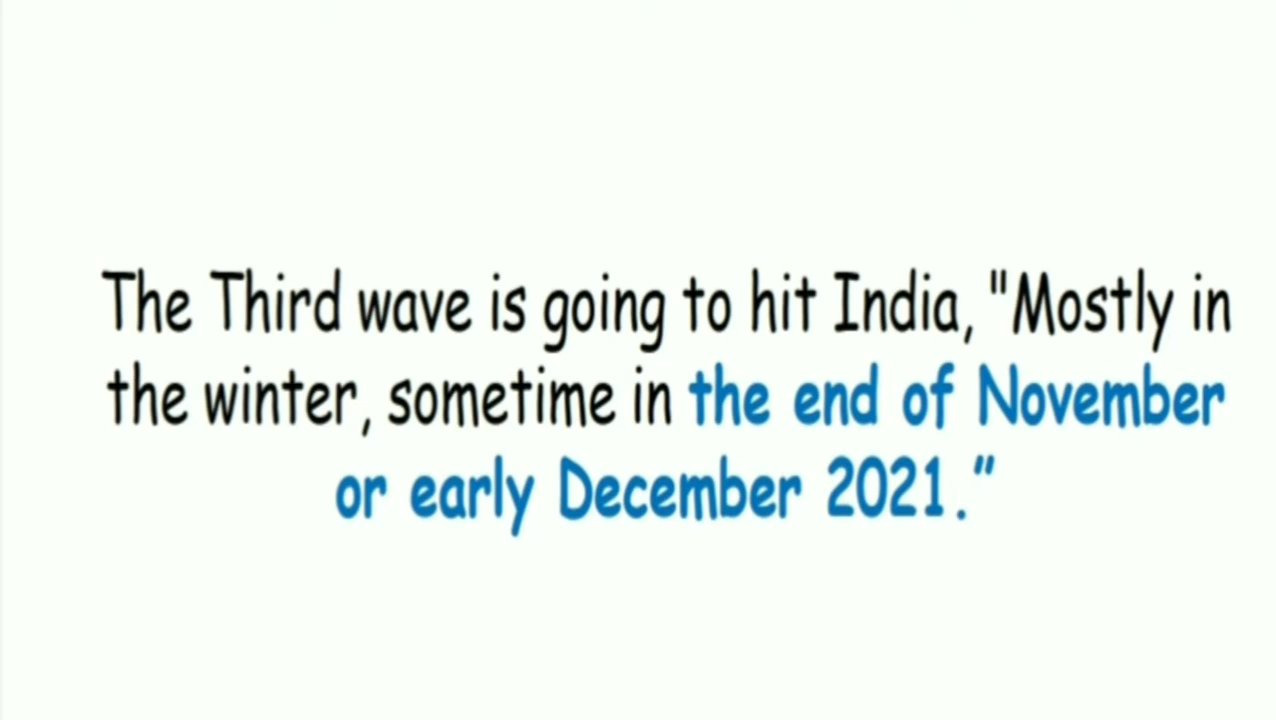 The Third wave is going to hit India, "Mostly in
the winter, sometime in the end of November
or early December 2021.”